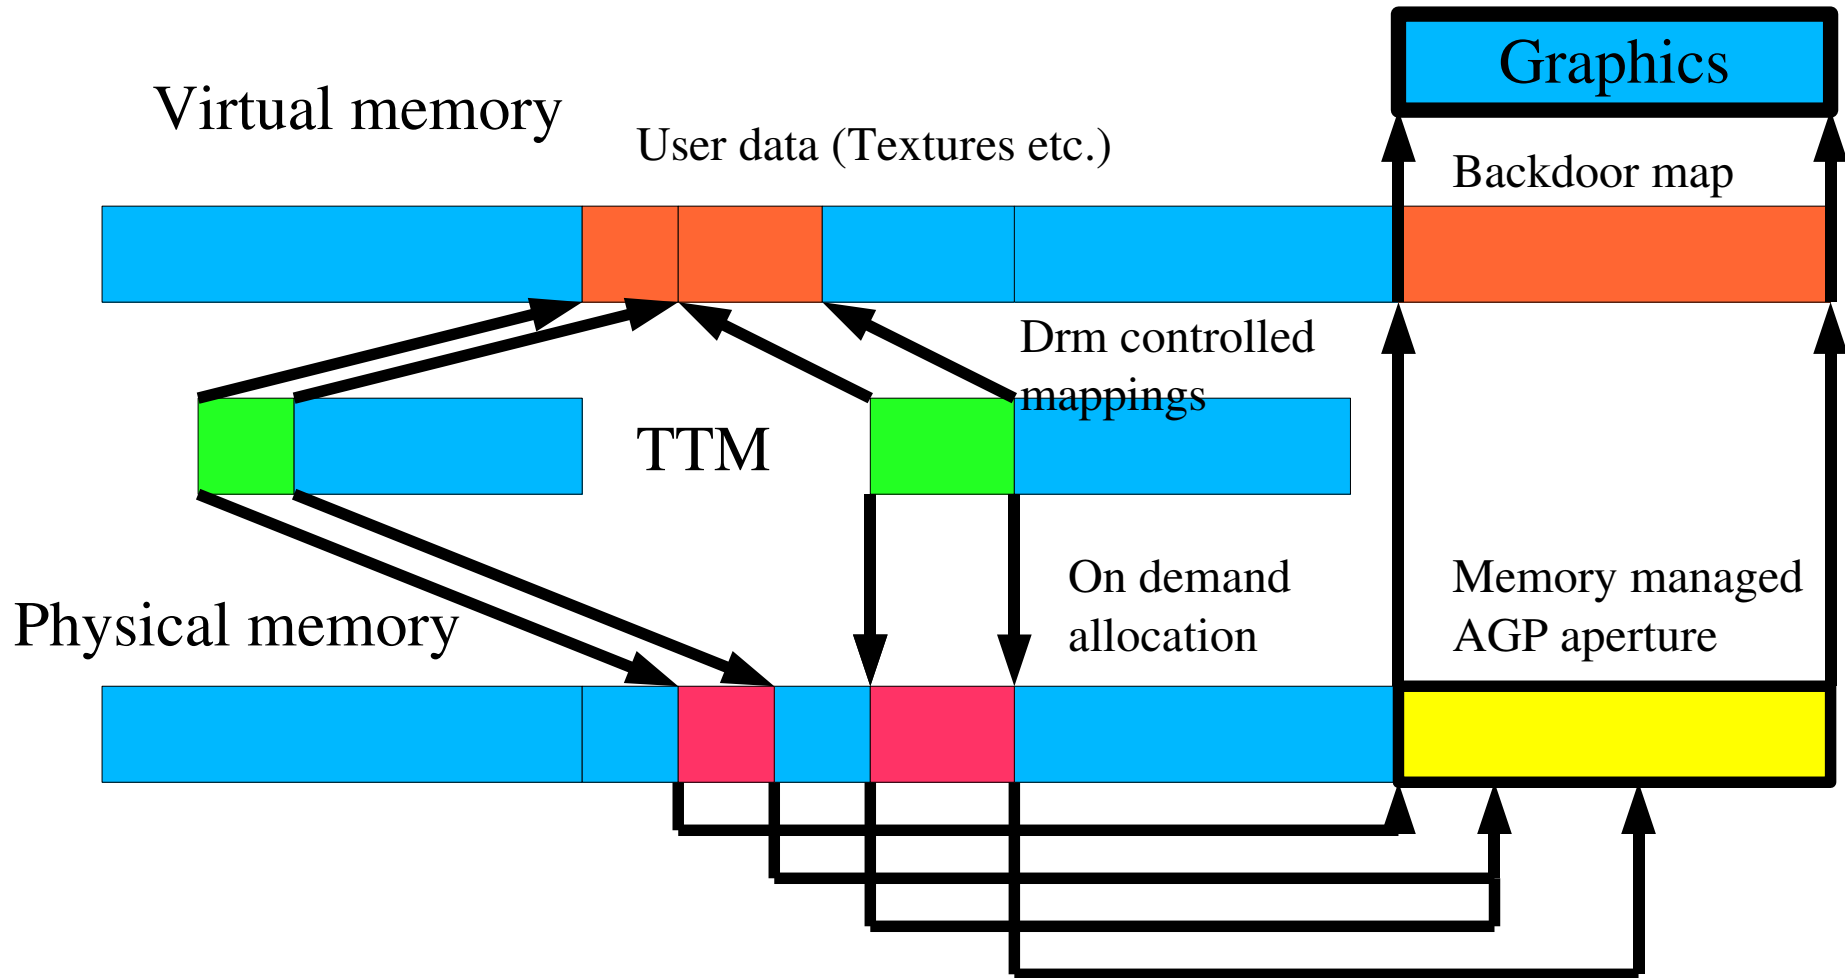 Graphics
Virtual memory
User data (Textures etc.)
Backdoor map
Drm controlled
mappings
TTM
On demand
allocation
Memory managed
AGP aperture
Physical memory